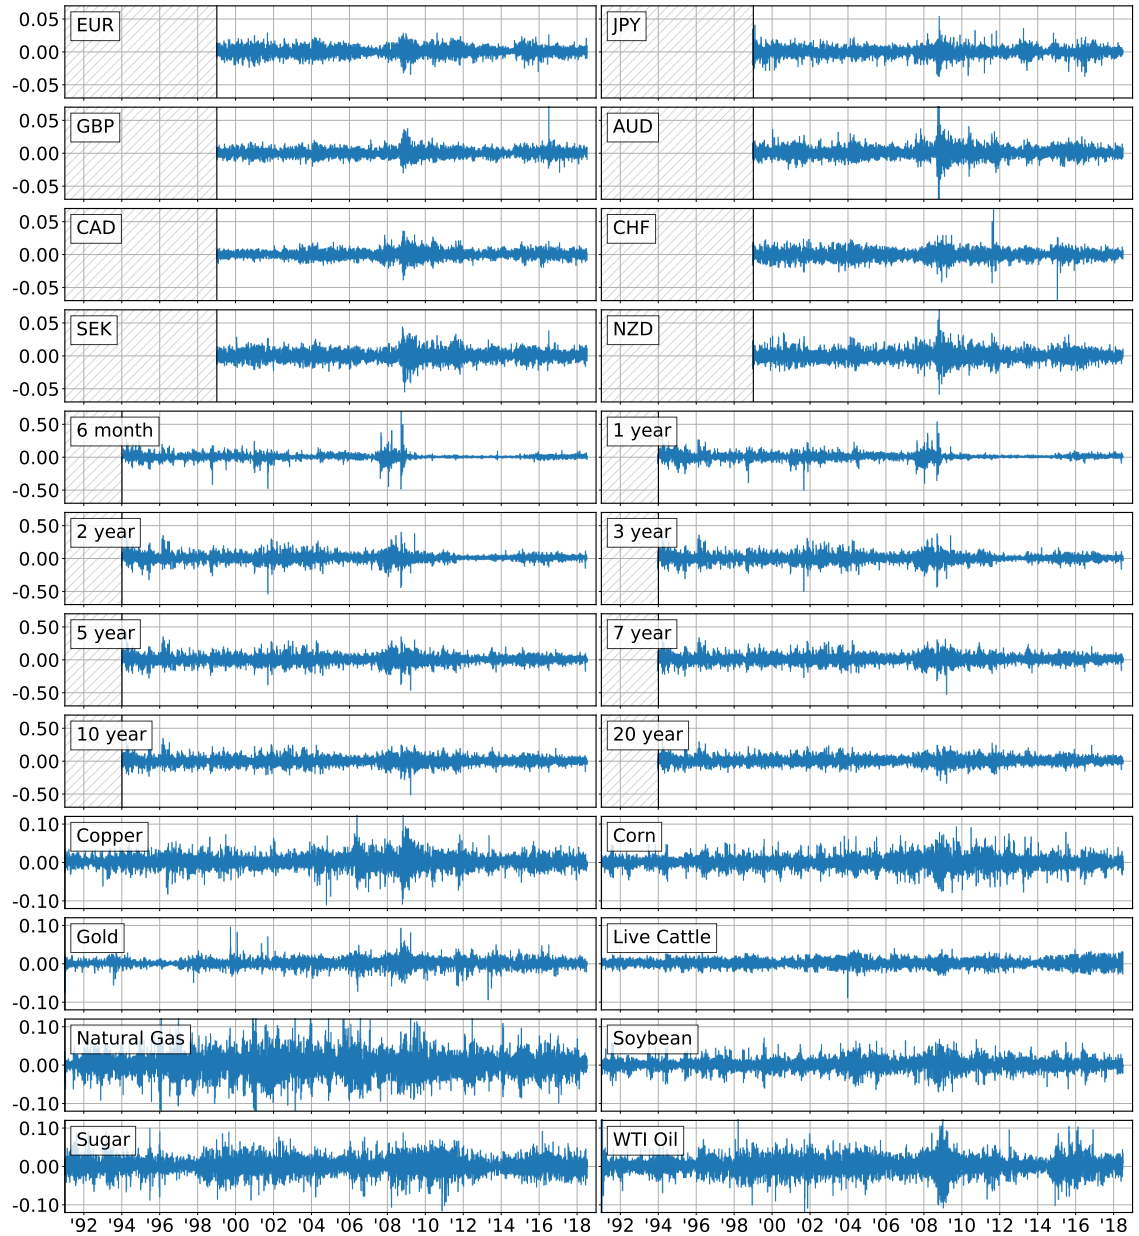 0.05 EUR JPY
0.00
-0.05
0.05 GBP AUD
0.00
-0.05
0.05 CAD CHF
0.00
-0.05
0.05 SEK NZD
0.00
-0.05
0.50 6 month 1 year
0.00
-0.50
0.50 2 year 3 year
0.00
-0.50
0.50 5 year 7 year
0.00
-0.50
0.50 10 year 20 year
0.00
-0.50
0.10 Copper Corn
0.00
-0.10
0.10 Gold Live Cattle
0.00
-0.10
0.10 Natural Gas Soybean
0.00
-0.10
0.10 Sugar WTI Oil
0.00
-0.10
'92 '94 '96 '98 '00 '02 '04 '06 '08 '10 '12 '14 '16 '18 '92 '94 '96 '98 '00 '02 '04 '06 '08 '10 '12 '14 '16 '18